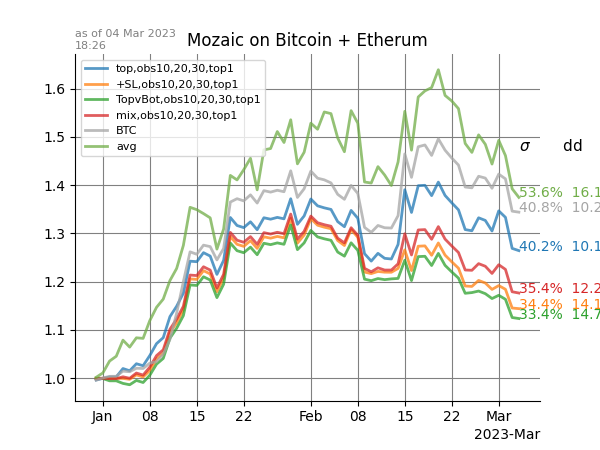 as of 04 Mar 2023
18:26
Mozaic on Bitcoin + Etherum
top,obs10,20,30,top1
+SL,obs10,20,30,top1
TopvBot,obs10,20,30,top1
mix,obs10,20,30,top1
BTC
avg
σ dd
1.6
1.5
1.4
1.3
1.2
1.1
1.0
53.6% 16.1
40.8% 10.2
40.2% 10.1
35.4% 12.2
34.4% 14.1
33.4% 14.7
Jan 08 15 22 Feb 08 15 22 Mar
2023-Mar